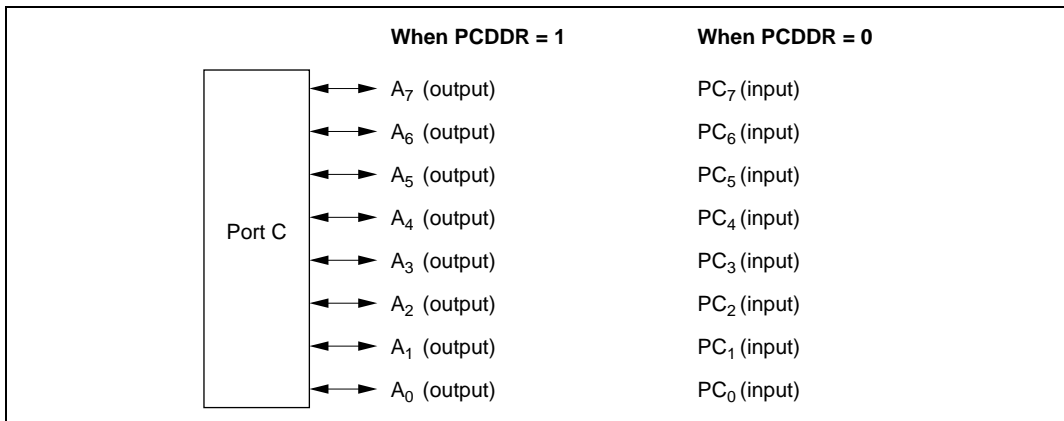 When PCDDR = 1 When PCDDR = 0
A7 (output) PC7 (input)
A6 (output) PC6 (input)
A5 (output) PC5 (input)
A4 (output) PC4 (input)
Port C
A3 (output) PC3 (input)
A2 (output) PC2 (input)
A1 (output) PC1 (input)
A0 (output) PC0 (input)